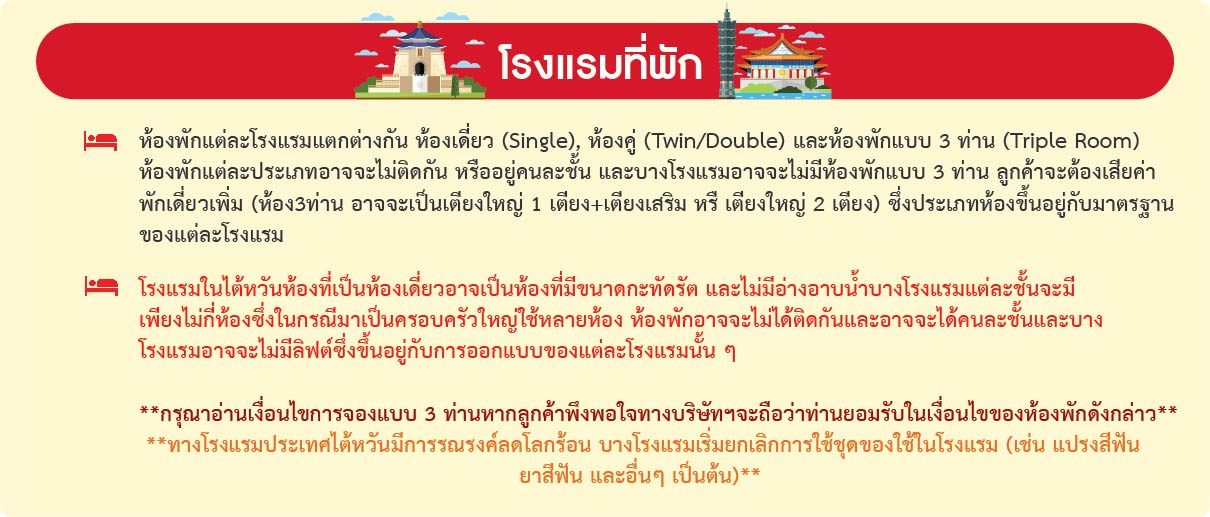 โรงแรมที่พัก
ห้องพักแต่ละโรงแรมแตกต่างกัน ห้องเดี่ยว (Single), ห้องคู่ (Twin/Double) และห้องพักแบบ 3 ท่าน (Triple Room)
ห้องพักแต่ละประเภทอาจจะไม่ติดกัน หรืออยู่คนละชั้น และบางโรงแรมอาจจะไม่มีห้องพักแบบ 3 ท่าน ลูกค้าจะต้องเสียค่า
พักเดี่ยวเพิ่ม (ห้อง3ท่าน อาจจะเป็นเตียงใหญ่ 1 เตียง+เตียงเสริม หรื เตียงใหญ่ 2 เตียง) ซึ่งประเภทห้องขึ้นอยู่กับมาตรฐาน
ของแต่ละโรงแรม
โรงแรมในไต้หวันห้องที่เป็นห้องเดี่ยวอาจเป็นห้องที่มีขนาดกะทัดรัต และไม่มีอ่างอาบน้ำบางโรงแรมแต่ละชั้นจะมี
เพียงไม่กี่ห้องซึ่งในกรณีมาเป็นครอบครัวใหญ่ใช้หลายห้อง ห้องพักอาจจะไม่ได้ติดกันและอาจจะได้คนละชั้นและบาง
โรงแรมอาจจะไม่มีลิฟต์ซึ่งขึ้นอยู่กับการออกแบบของแต่ละโรงแรมนั้น ๆ
**กรุณาอ่านเงื่อนไขการจองแบบ 3 ท่านหากลูกค้าพึงพอใจทางบริษัทฯจะถือว่าท่านยอมรับในเงื่อนไขของห้องพักดังกล่าว**
**ทางโรงแรมประเทศไต้หวันมีการรณรงค์ลดโลกร้อน บางโรงแรมเริ่มยกเลิกการใช้ชุดของใช้ในโรงแรม (เช่น แปรงสีฟัน
ยาสีฟัน และอื่นๆ เป็นต้น)**